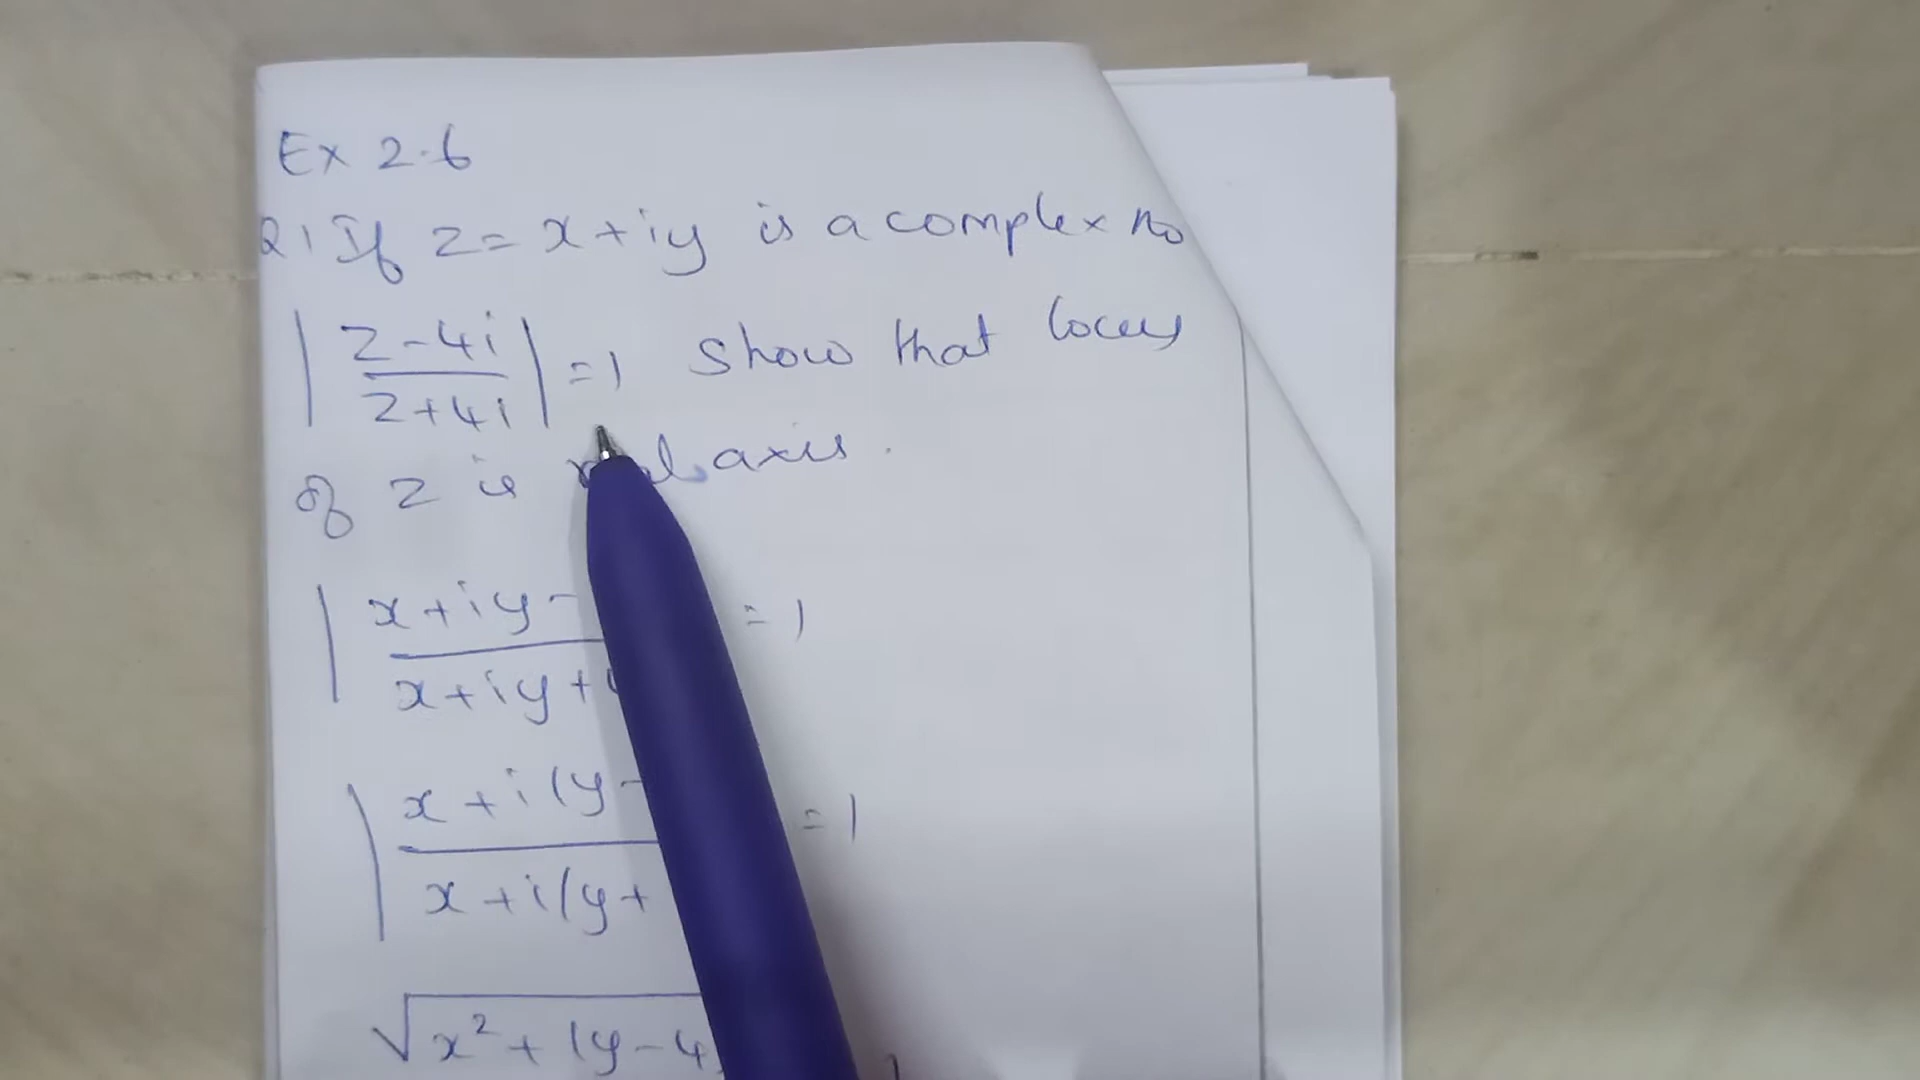 Ex 2.6
Q1 If z = x+iy is a complex no
| z-4i / z+4i | = 1 show that locus
of z is real axis.
| x+iy- / x+iy+ = 1
| x+i(y- / x+i(y+ = 1
√x²+(y-4